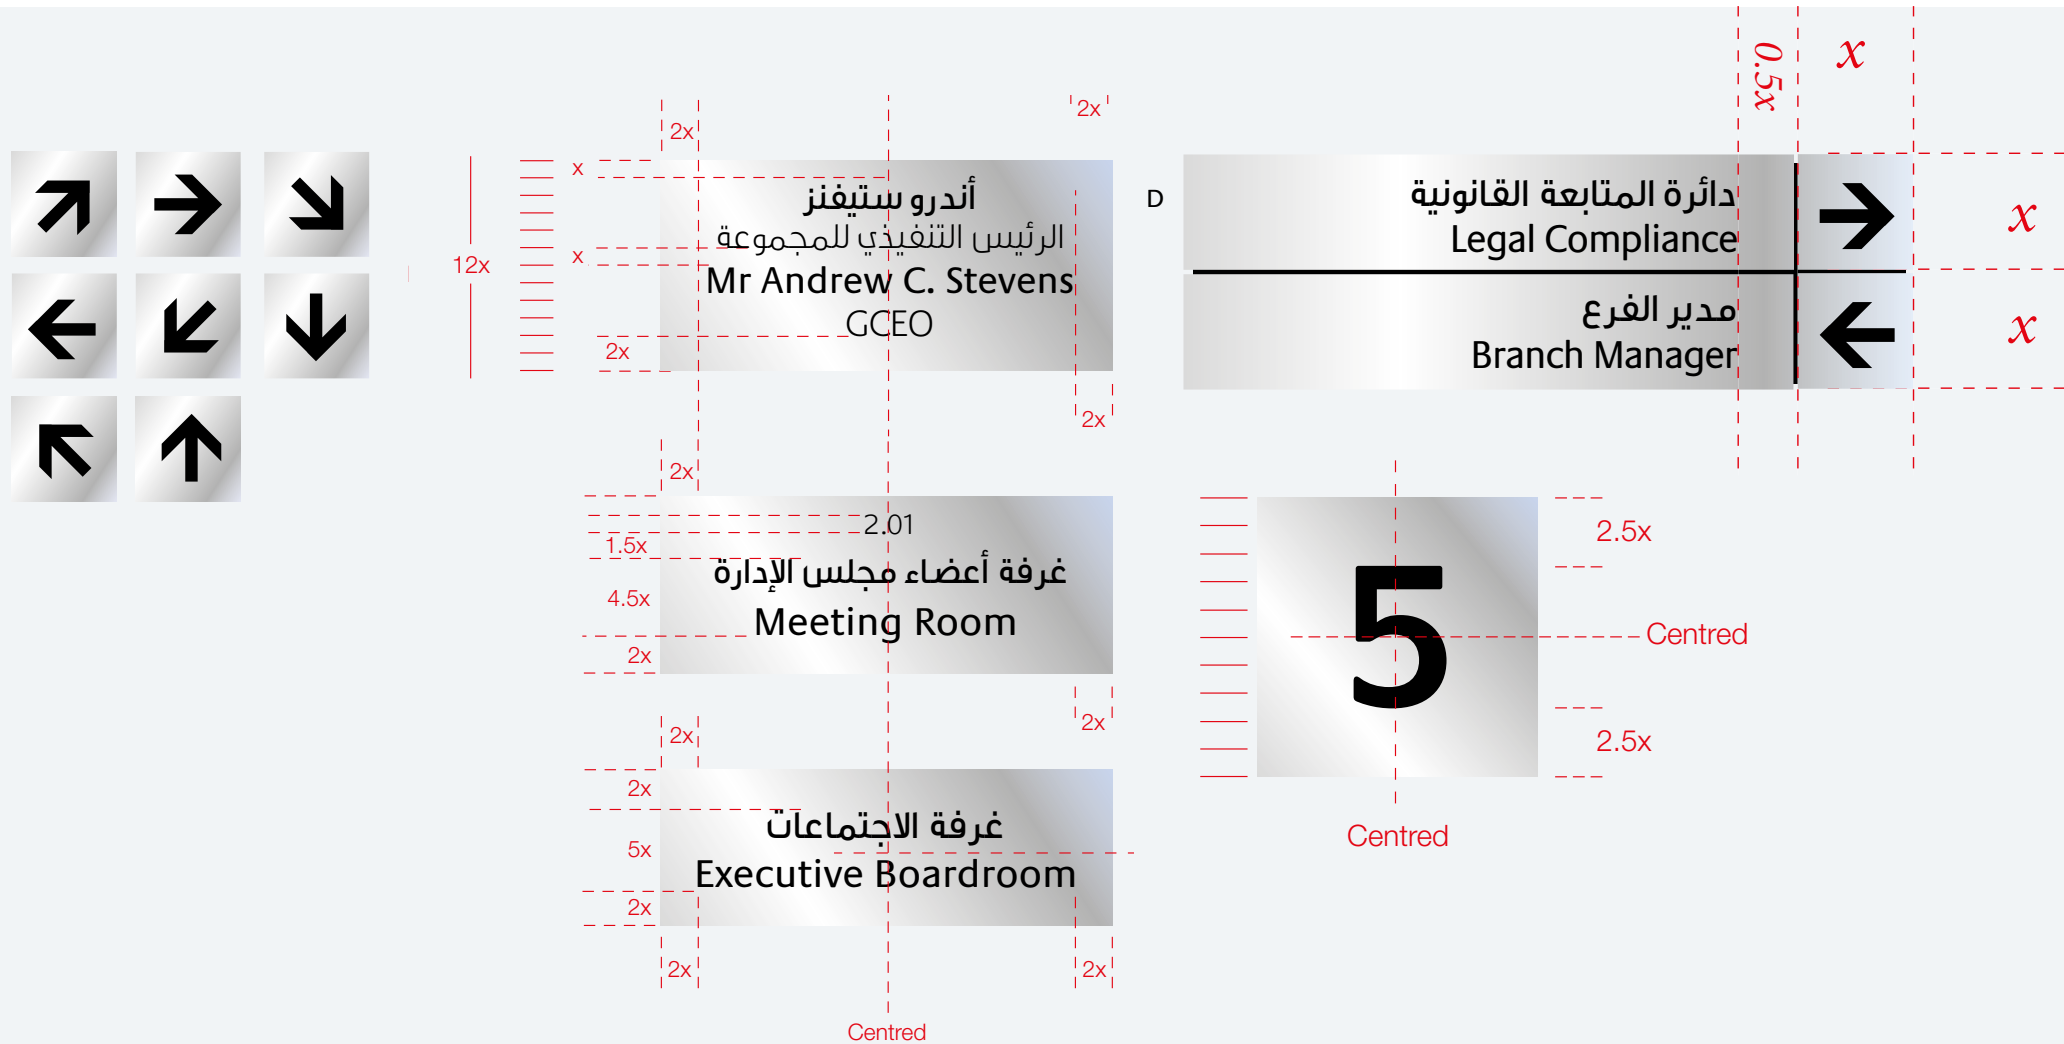 2x
2x
x
12x
x
2x
أندرو ستيفنز
الرئيس التنفيذي للمجموعة
Mr Andrew C. Stevens
GCEO
2x
D
0.5x
x
دائرة المتابعة القانونية
Legal Compliance
x
مدير الفرع
Branch Manager
x
2x
2.01
1.5x
غرفة أعضاء مجلس الإدارة
4.5x
Meeting Room
2x
2x
2.5x
5
Centred
2.5x
Centred
2x
2x
غرفة الاجتماعات
5x
Executive Boardroom
2x
2x
2x
Centred